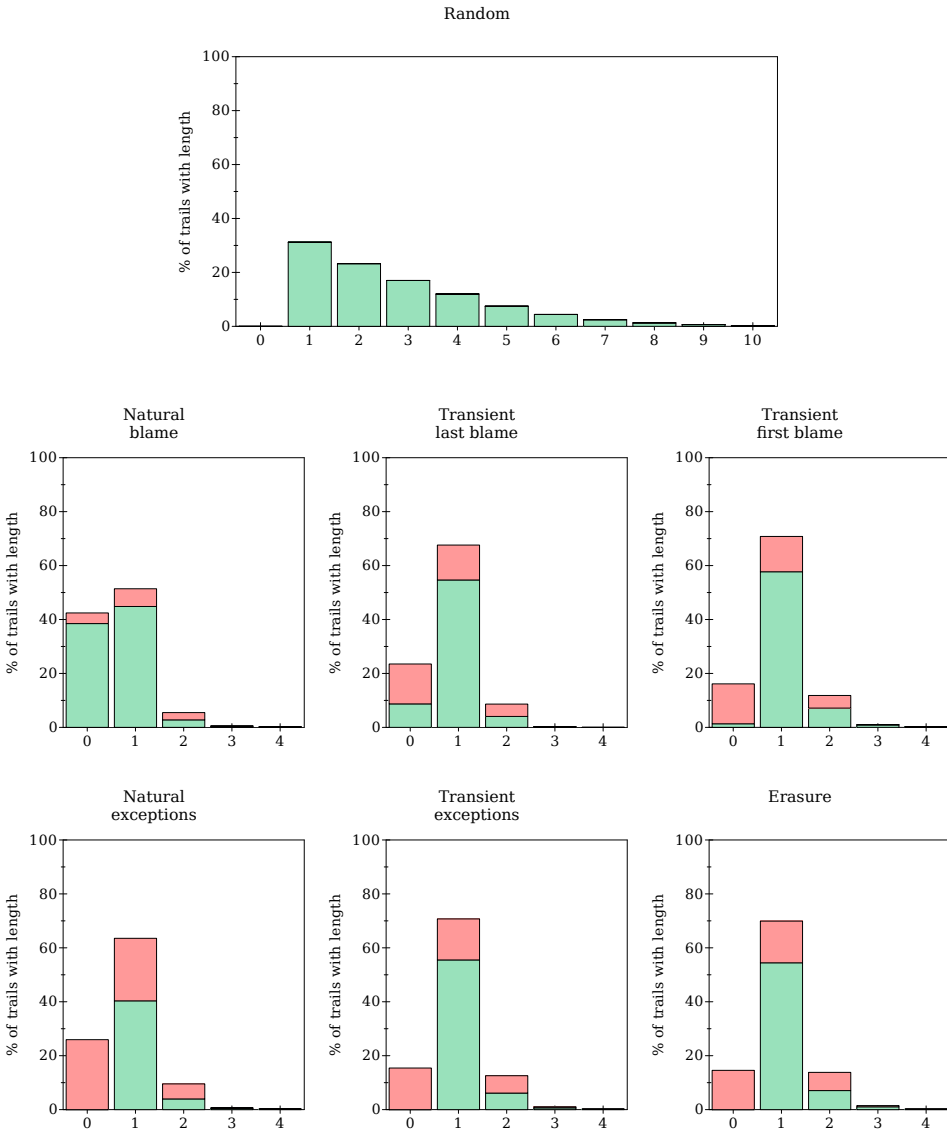 Random
% of trails with length
100
80
60
40
20
0
0 1 2 3 4 5 6 7 8 9 10
Natural
blame
% of trails with length
100
80
60
40
20
0
0 1 2 3 4
Transient
last blame
% of trails with length
100
80
60
40
20
0
0 1 2 3 4
Transient
first blame
% of trails with length
100
80
60
40
20
0
0 1 2 3 4
Natural
exceptions
% of trails with length
100
80
60
40
20
0
0 1 2 3 4
Transient
exceptions
% of trails with length
100
80
60
40
20
0
0 1 2 3 4
Erasure
% of trails with length
100
80
60
40
20
0
0 1 2 3 4